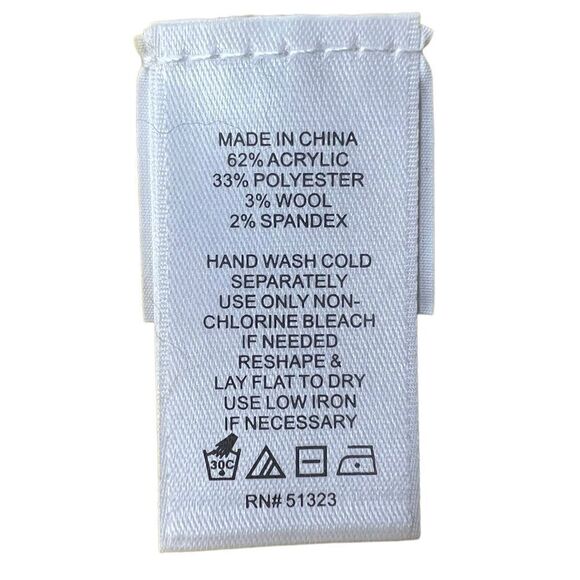 MADE IN CHINA
62% ACRYLIC
33% POLYESTER
3% WOOL
2% SPANDEX
HAND WASH COLD
SEPARATELY
USE ONLY NON-
CHLORINE BLEACH
IF NEEDED
RESHAPE &
LAY FLAT TO DRY
USE LOW IRON
IF NECESSARY
30C
RN# 51323